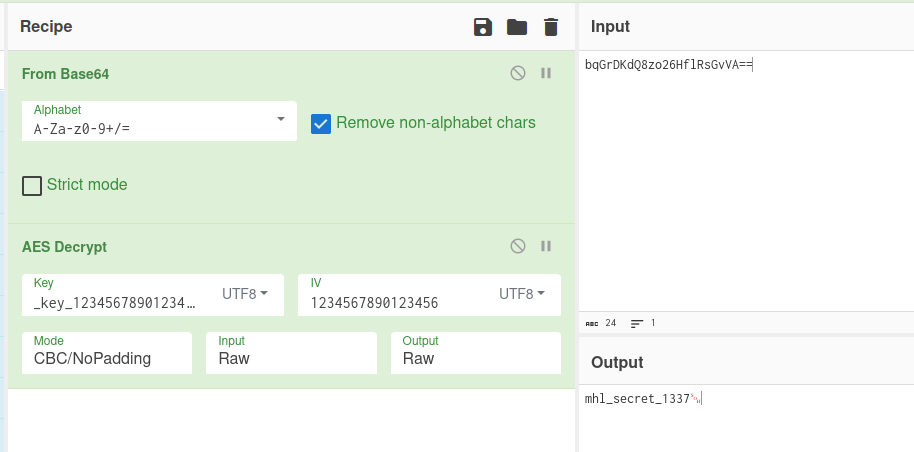 Recipe
From Base64
Alphabet
A-Za-z0-9+/=
Remove non-alphabet chars
Strict mode
AES Decrypt
Key
_key_12345678901234…
UTF8
IV
1234567890123456
UTF8
Mode
CBC/NoPadding
Input
Raw
Output
Raw
Input
bqGrDKdQ8zo26HflRsGvVA==
ABC 24 1
Output
mhl_secret_1337